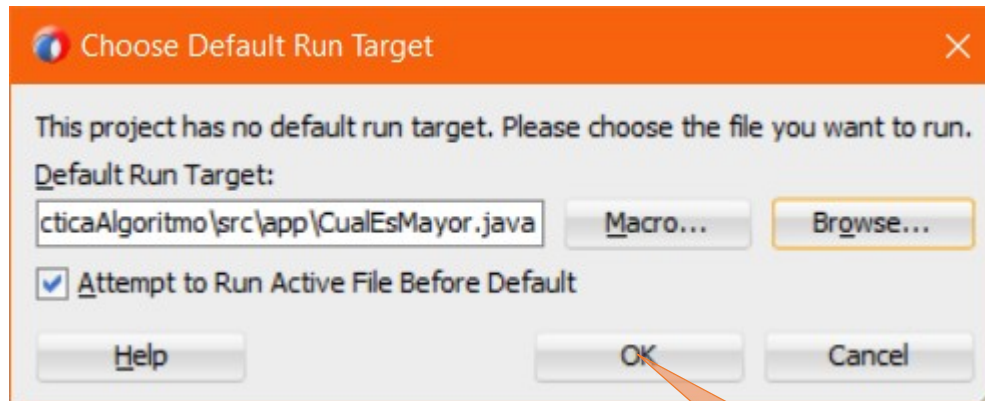 Choose Default Run Target
This project has no default run target. Please choose the file you want to run.
Default Run Target:
cticaAlgoritmo\src\app\CualEsMayor.java Macro... Browse...
Attempt to Run Active File Before Default
Help OK Cancel